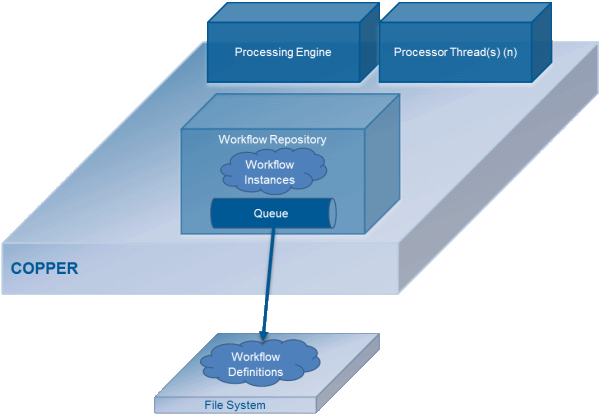 Processing Engine
Processor Thread(s) (n)
Workflow Repository
Workflow
Instances
Queue
COPPER
Workflow
Definitions
File System